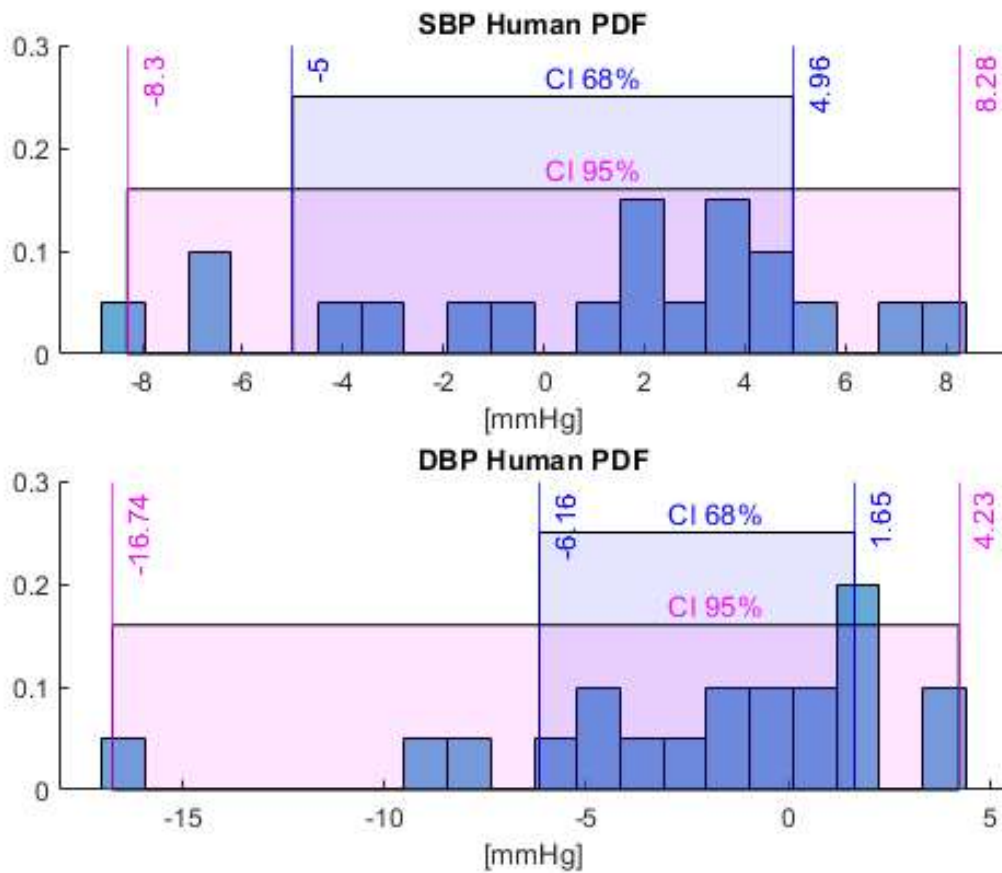 SBP Human PDF
0.3
0.2
0.1
0
-8.3
-5
CI 68%
4.96
8.28
CI 95%
-8 -6 -4 -2 0 2 4 6 8
[mmHg]
DBP Human PDF
0.3
0.2
0.1
0
-16.74
-6.16
CI 68%
1.65
4.23
CI 95%
-15 -10 -5 0 5
[mmHg]